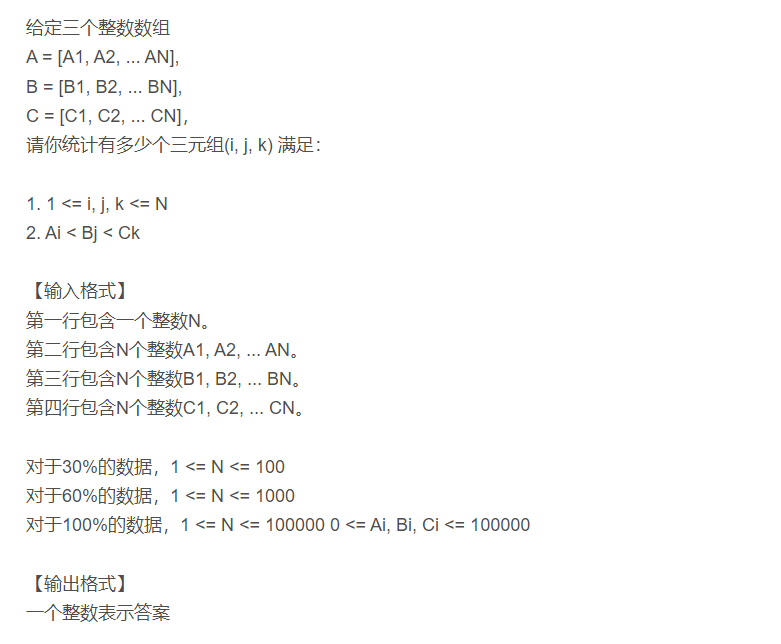 给定三个整数数组
A = [A1, A2, ... AN],
B = [B1, B2, ... BN],
C = [C1, C2, ... CN]，
请你统计有多少个三元组(i, j, k) 满足：
1. 1 <= i, j, k <= N
2. Ai < Bj < Ck
【输入格式】
第一行包含一个整数N。
第二行包含N个整数A1, A2, ... AN。
第三行包含N个整数B1, B2, ... BN。
第四行包含N个整数C1, C2, ... CN。
对于30%的数据，1 <= N <= 100
对于60%的数据，1 <= N <= 1000
对于100%的数据，1 <= N <= 100000 0 <= Ai, Bi, Ci <= 100000
【输出格式】
一个整数表示答案